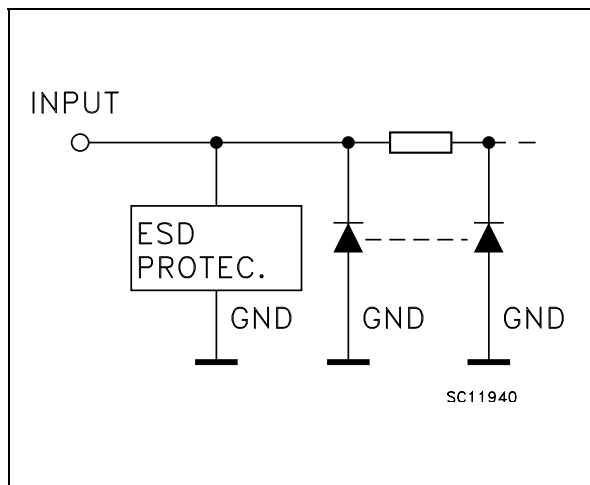 INPUT
ESD
PROTEC.
GND
GND
GND
SC11940